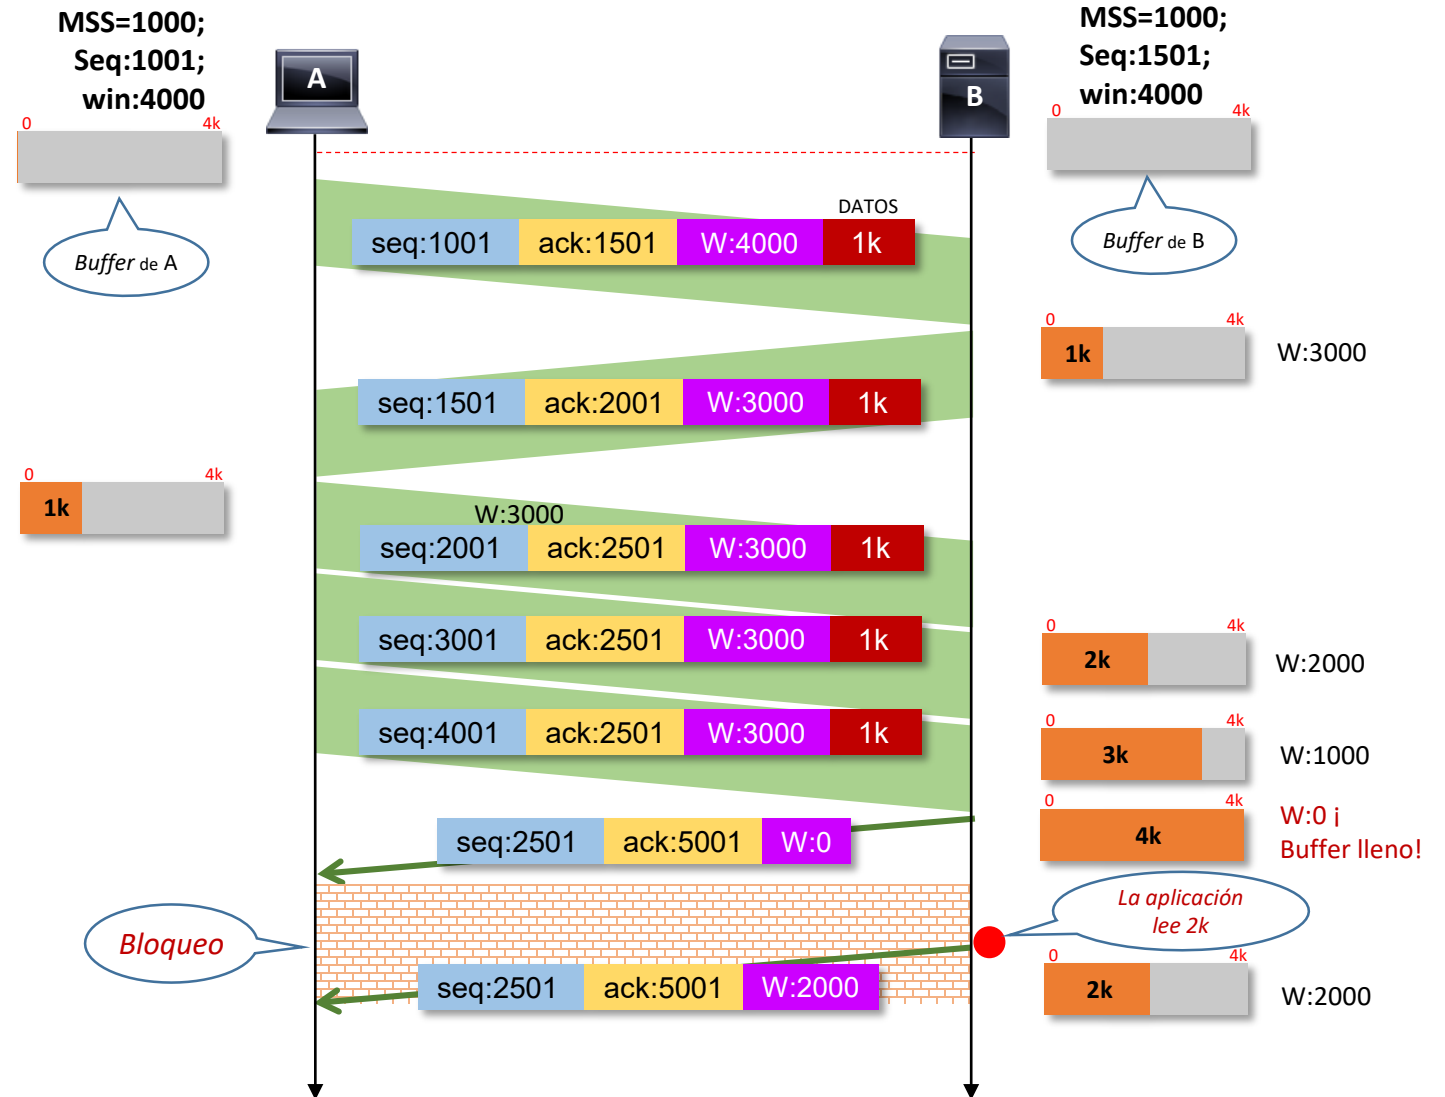 MSS=1000;
Seq:1001;
win:4000
0 4k
Buffer de A
A
B
MSS=1000;
Seq:1501;
win:4000
0 4k
Buffer de B
DATOS
seq:1001 ack:1501 W:4000 1k
0 4k
1k W:3000
seq:1501 ack:2001 W:3000 1k
0 4k
1k
W:3000
seq:2001 ack:2501 W:3000 1k
seq:3001 ack:2501 W:3000 1k
0 4k
2k W:2000
seq:4001 ack:2501 W:3000 1k
0 4k
3k W:1000
seq:2501 ack:5001 W:0
0 4k
4k
W:0 ¡
Buffer lleno!
Bloqueo
La aplicación
lee 2k
seq:2501 ack:5001 W:2000
0 4k
2k W:2000